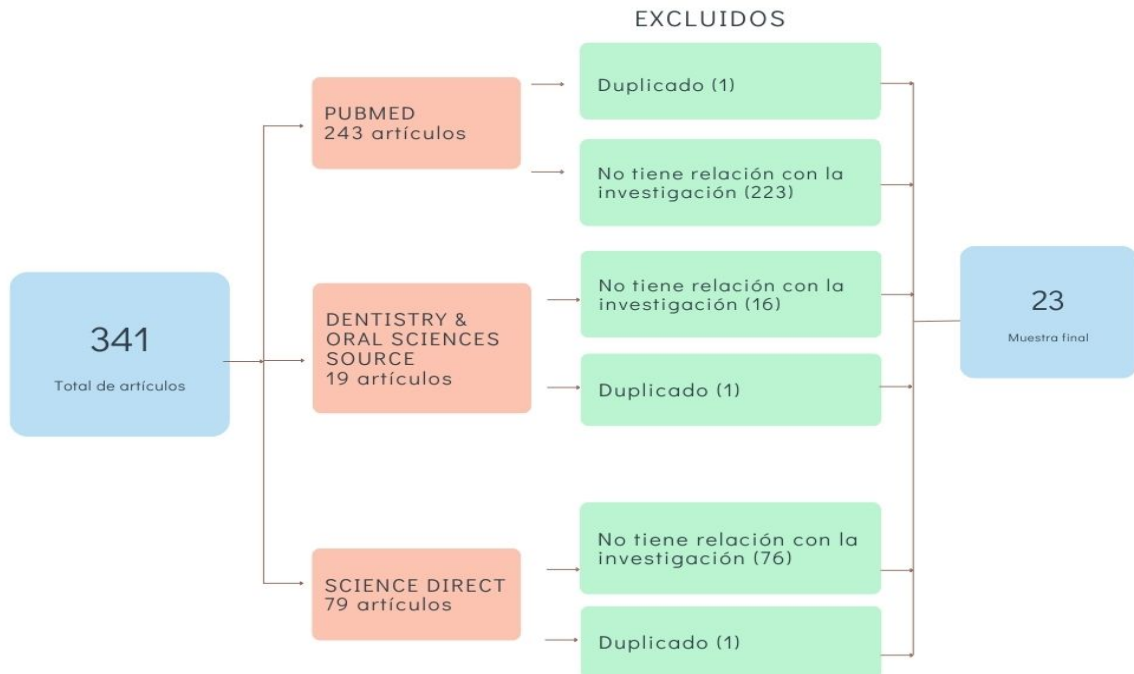 EXCLUIDOS
341
Total de artículos
PUBMED
243 artículos
Duplicado (1)
No tiene relación con la
investigación (223)
DENTISTRY &
ORAL SCIENCES
SOURCE
19 artículos
No tiene relación con la
investigación (16)
Duplicado (1)
SCIENCE DIRECT
79 artículos
No tiene relación con la
investigación (76)
Duplicado (1)
23
Muestra final